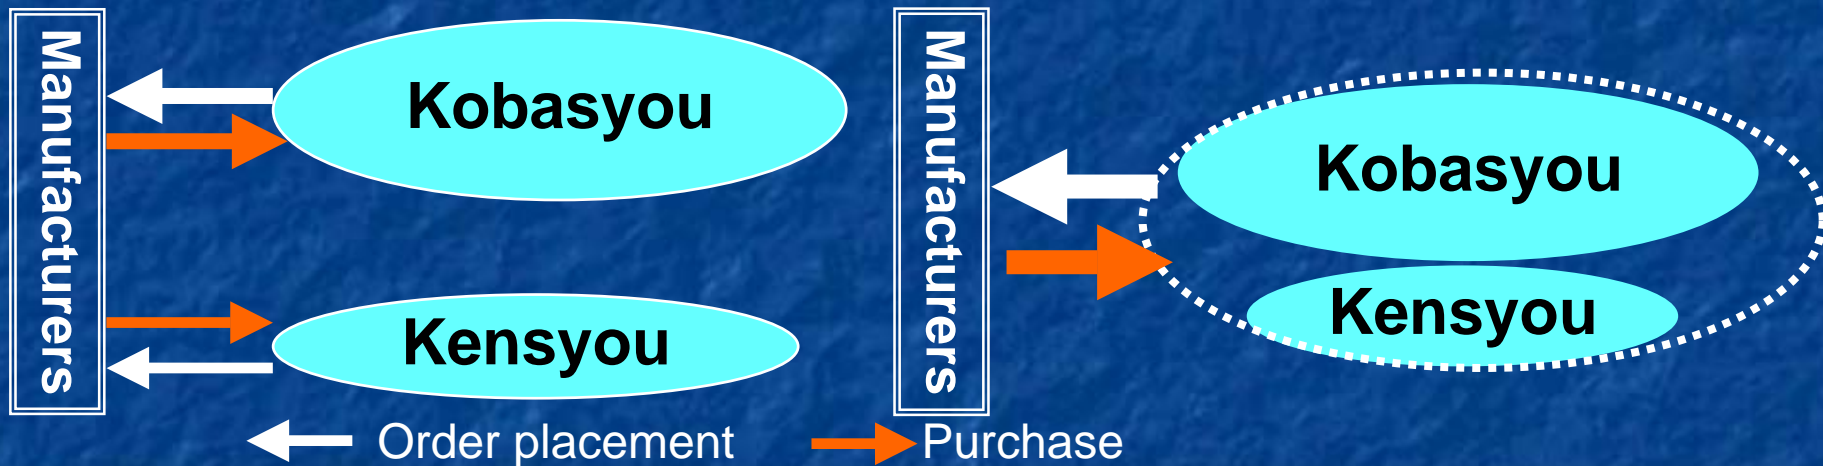 Manufacturers
Kobasyou
Kensyou
Manufacturers
Kobasyou
Kensyou
Order placement
Purchase